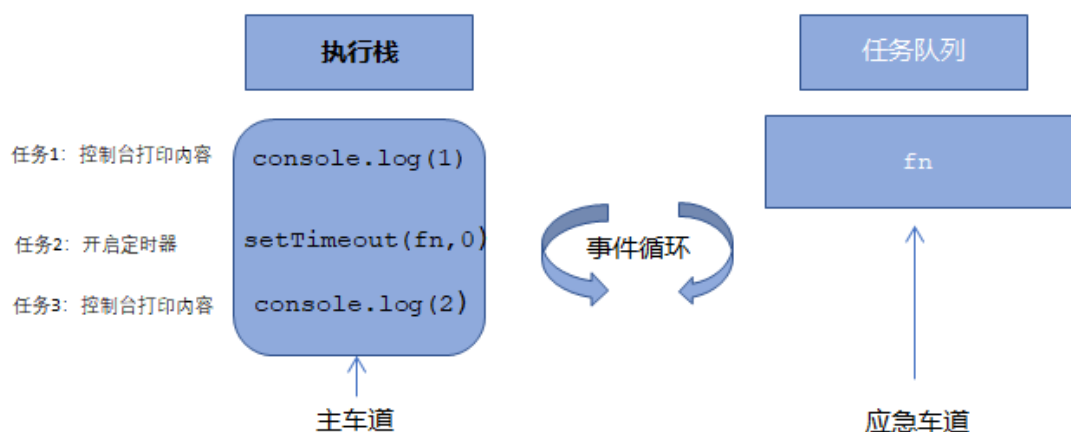 执行栈
任务队列
任务1：控制台打印内容
console.log(1)
fn
任务2：开启定时器
setTimeout(fn,0)
事件循环
任务3：控制台打印内容
console.log(2)
主车道
应急车道